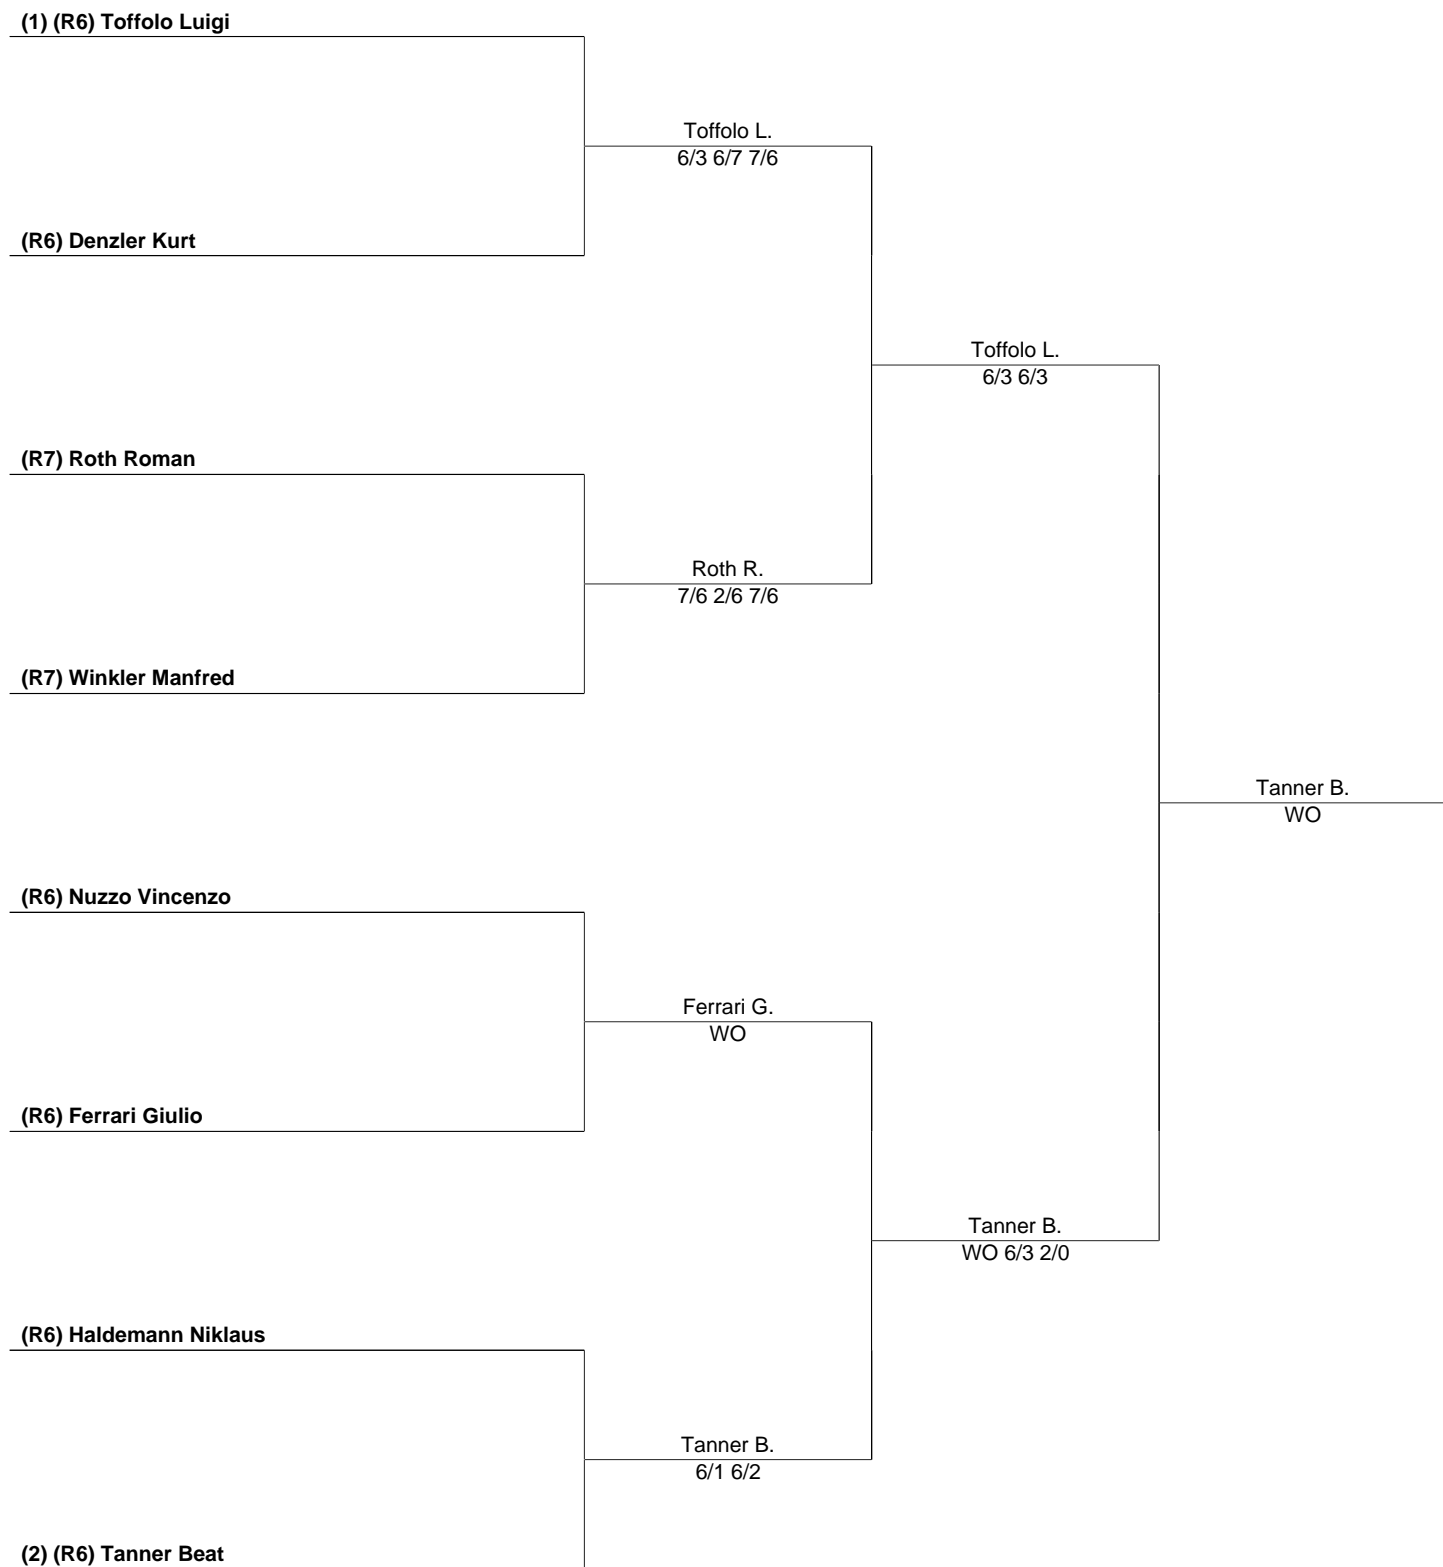 (1) (R6) Toffolo Luigi
Toffolo L.
6/3 6/7 7/6
(R6) Denzler Kurt
Toffolo L.
6/3 6/3
(R7) Roth Roman
Roth R.
7/6 2/6 7/6
(R7) Winkler Manfred
Tanner B.
WO
(R6) Nuzzo Vincenzo
Ferrari G.
WO
(R6) Ferrari Giulio
Tanner B.
WO 6/3 2/0
(R6) Haldemann Niklaus
Tanner B.
6/1 6/2
(2) (R6) Tanner Beat